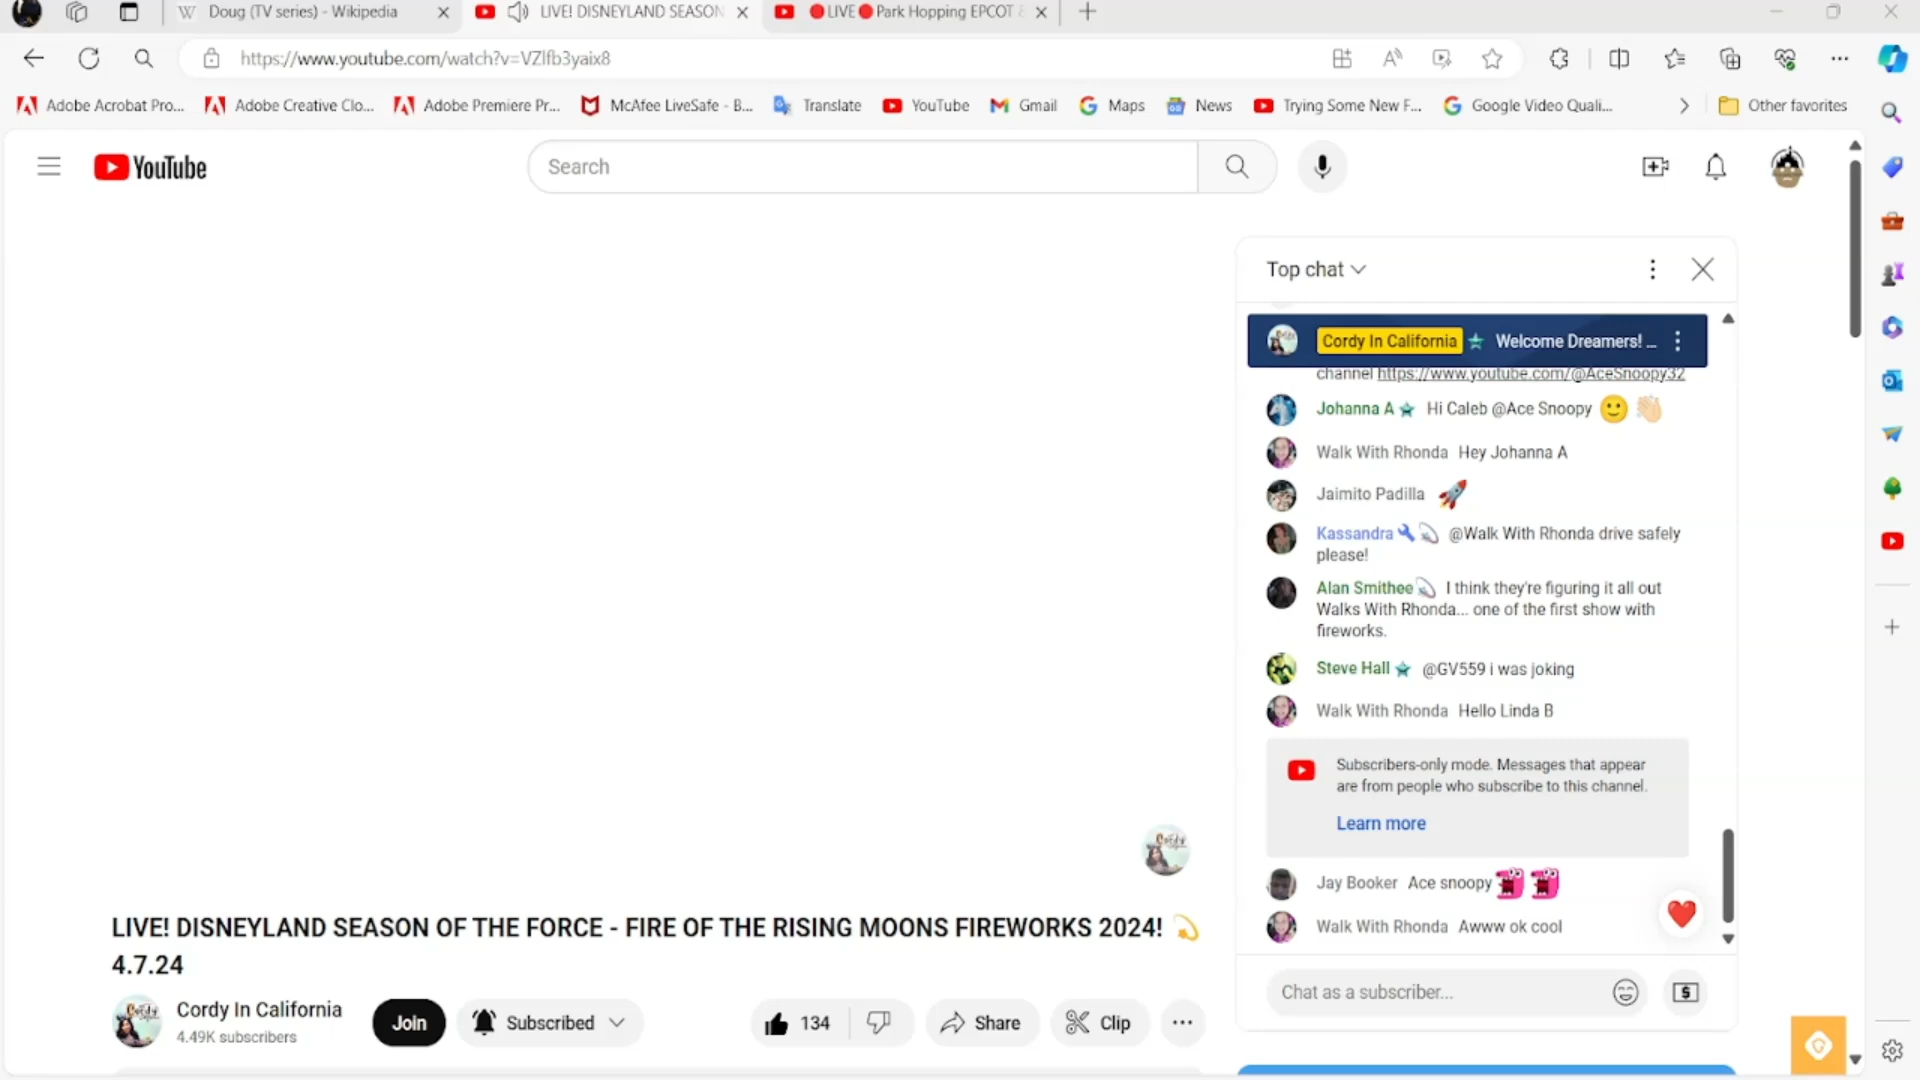 Doug (TV series) - Wikipedia
LIVE! DISNEYLAND SEASON
LIVE Park Hopping EPCOT
https://www.youtube.com/watch?v=VZlfb3yaix8
Adobe Acrobat Pro...
Adobe Creative Clo...
Adobe Premiere Pr...
McAfee LiveSafe - B...
Translate
YouTube
Gmail
Maps
News
Trying Some New F...
Google Video Quali...
Other favorites
YouTube
Search
Top chat
Cordy In California Welcome Dreamers! ...
channel https://www.youtube.com/@AceSnoopy32
Johanna A Hi Caleb @Ace Snoopy
Walk With Rhonda Hey Johanna A
Jaimito Padilla
Kassandra @Walk With Rhonda drive safely
please!
Alan Smithee I think they're figuring it all out
Walks With Rhonda... one of the first show with
fireworks.
Steve Hall @GV559 i was joking
Walk With Rhonda Hello Linda B
Subscribers-only mode. Messages that appear
are from people who subscribe to this channel.
Learn more
Jay Booker Ace snoopy
Walk With Rhonda Awww ok cool
Chat as a subscriber...
LIVE! DISNEYLAND SEASON OF THE FORCE - FIRE OF THE RISING MOONS FIREWORKS 2024!
4.7.24
Cordy In California
4.49K subscribers
Join
Subscribed
134
Share
Clip